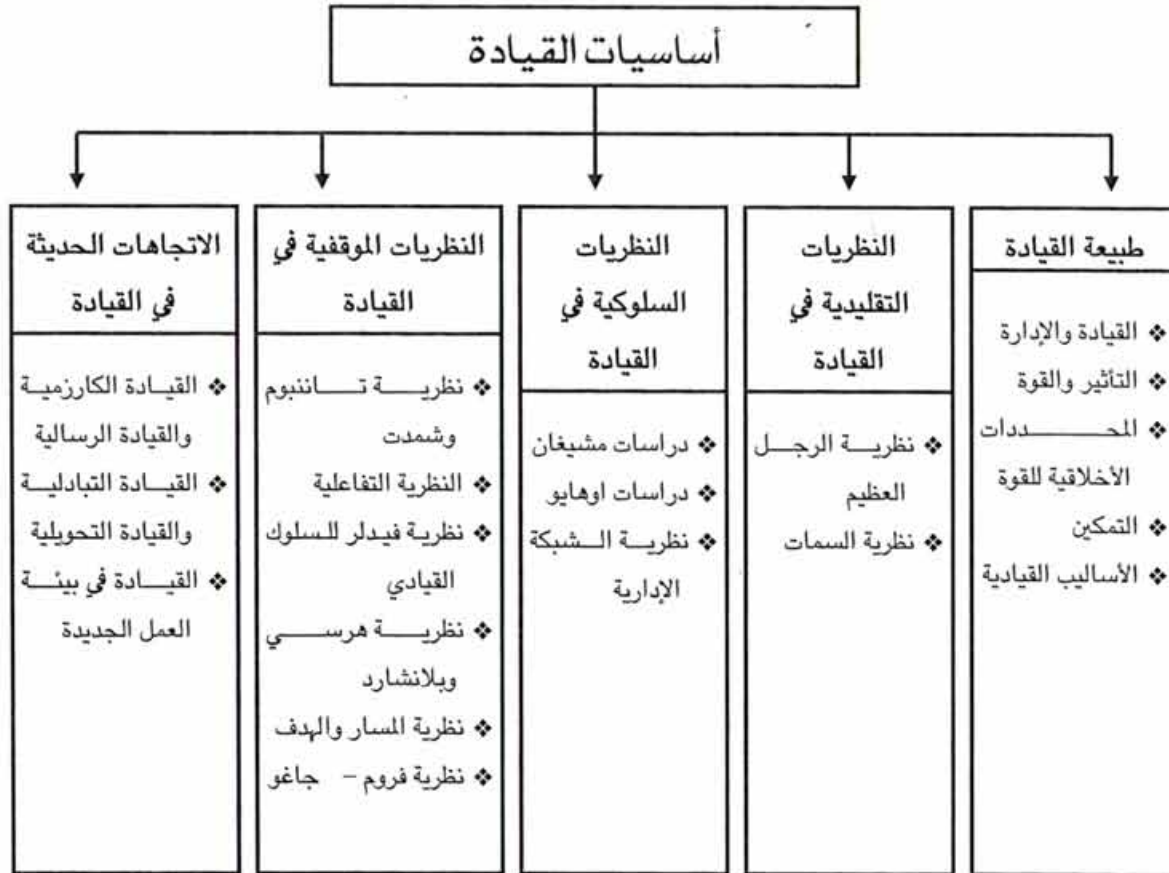 أساسيات القيادة
طبيعة القيادة
❖ القيادة والإدارة
❖ التأثير والقوة
❖ المحددات
الأخلاقية للقوة
❖ التمكين
❖ الأساليب القيادية
النظريات
التقليدية في
القيادة
❖ نظرية الرجل
العظيم
❖ نظرية السمات
النظريات
السلوكية في
القيادة
❖ دراسات مشيغان
❖ دراسات اوهايو
❖ نظرية الشبكة
الإدارية
النظريات الموقفية في
القيادة
❖ نظرية تاننبوم
وشمدت
❖ النظرية التفاعلية
❖ نظرية فيدلر للسلوك
القيادي
❖ نظرية هرسي
وبلانشارد
❖ نظرية المسار والهدف
❖ نظرية فروم – جاغو
الاتجاهات الحديثة
في القيادة
❖ القيادة الكارزمية
والقيادة الرسالية
❖ القيادة التبادلية
والقيادة التحويلية
❖ القيادة في بيئة
العمل الجديدة